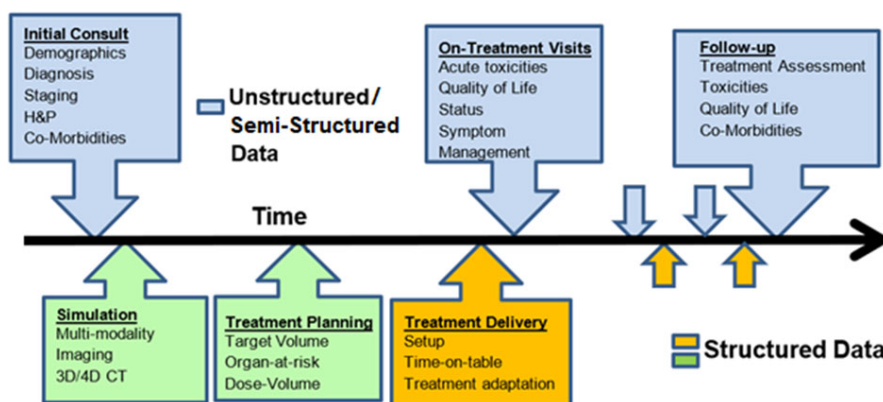 Initial Consult
Demographics
Diagnosis
Staging
H&P
Co-Morbidities
Unstructured/
Semi-Structured
Data
On-Treatment Visits
Acute toxicities
Quality of Life
Status
Symptom
Management
Follow-up
Treatment Assessment
Toxicities
Quality of Life
Co-Morbidities
Time
Simulation
Multi-modality
Imaging
3D/4D CT
Treatment Planning
Target Volume
Organ-at-risk
Dose-Volume
Treatment Delivery
Setup
Time-on-table
Treatment adaptation
Structured Data